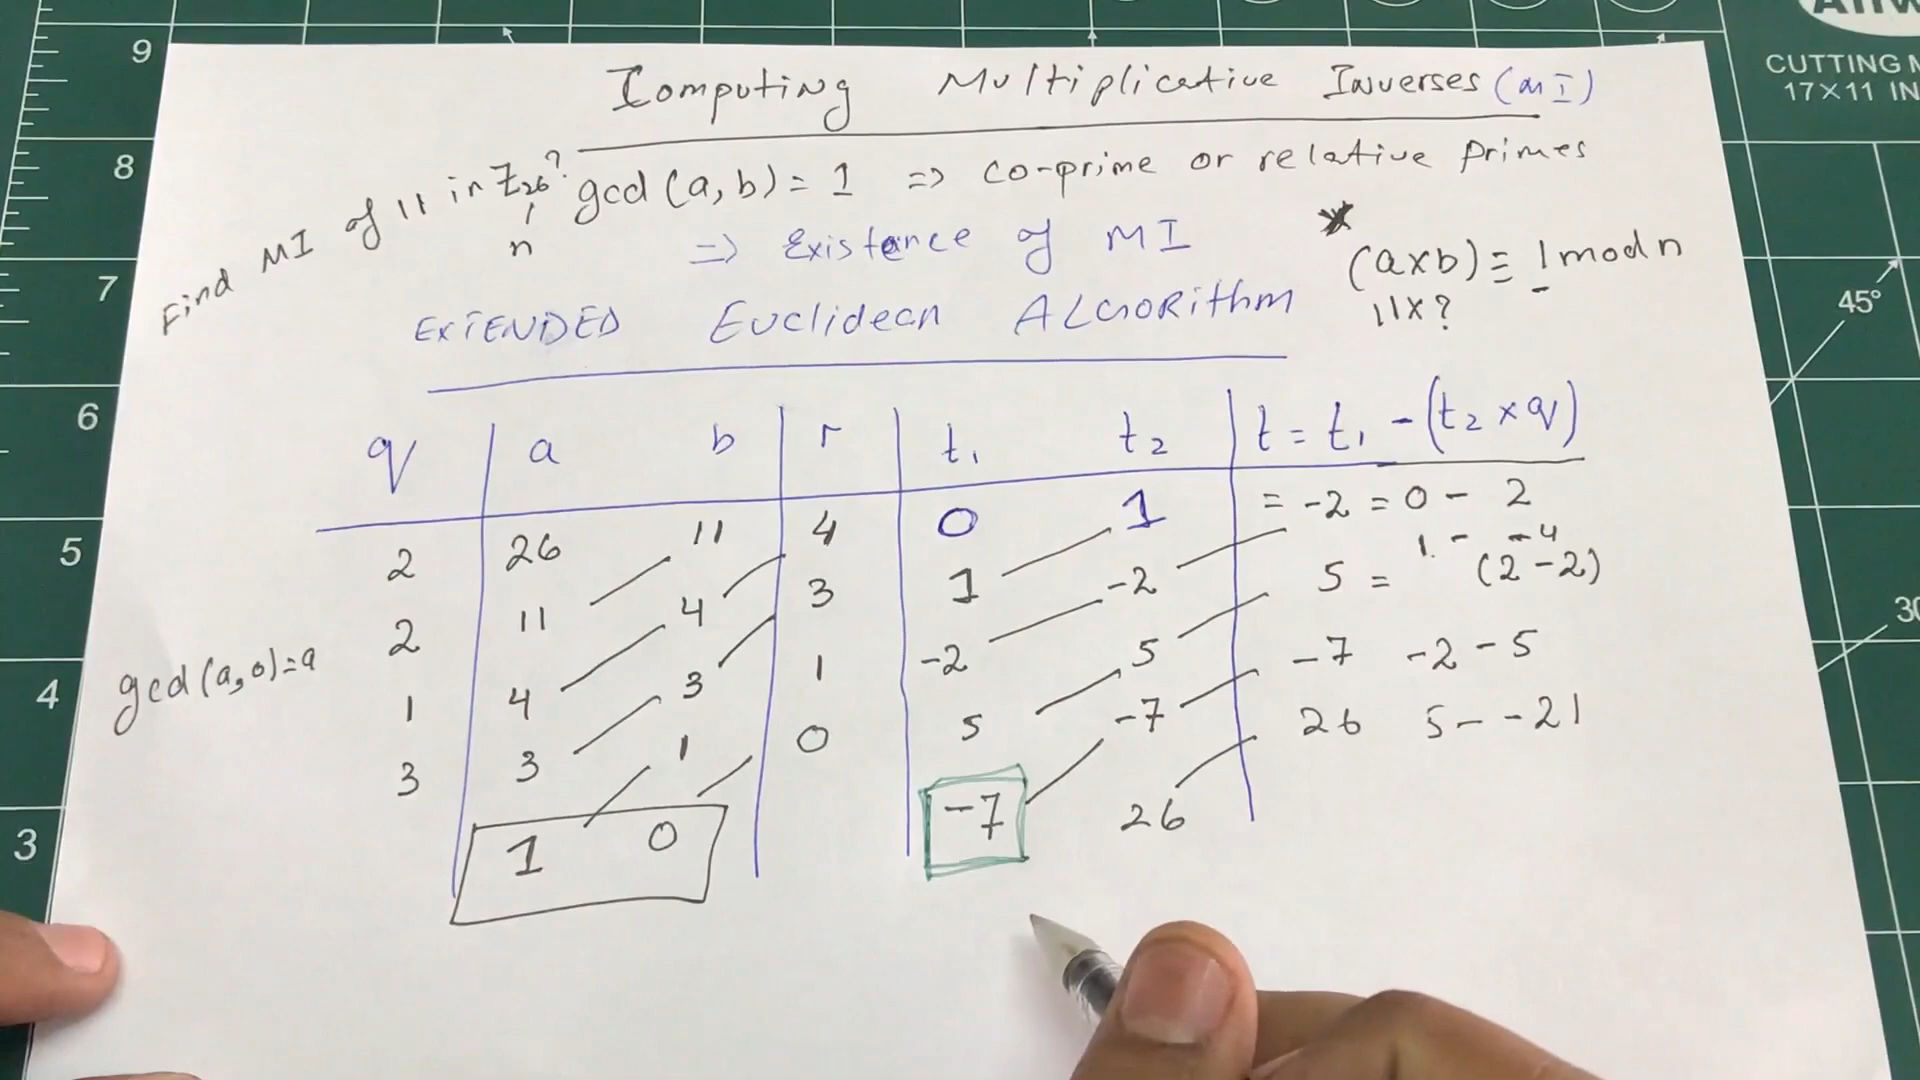 Computing Multiplicative Inverses (MI)
Find MI of 11 in Z26?
n
gcd (a, b) = 1 => co-prime or relative primes
=> Existence of MI
(a×b) ≡ 1 mod n
11×?
EXTENDED Euclidean ALGORithm
q a b r t1 t2 t = t1 - (t2 × q)
2 26 11 4 0 1 = -2 = 0 - 2
2 11 4 3 1 -2 5 = 1 - -4
(2 -2)
1 4 3 1 -2 5 -7 -2 - 5
3 3 1 0 5 -7 26 5 - -21
1 0 -7 26
gcd (a, 0) = a
9
8
7
6
5
4
3
CUTTING
17X11 IN
45°